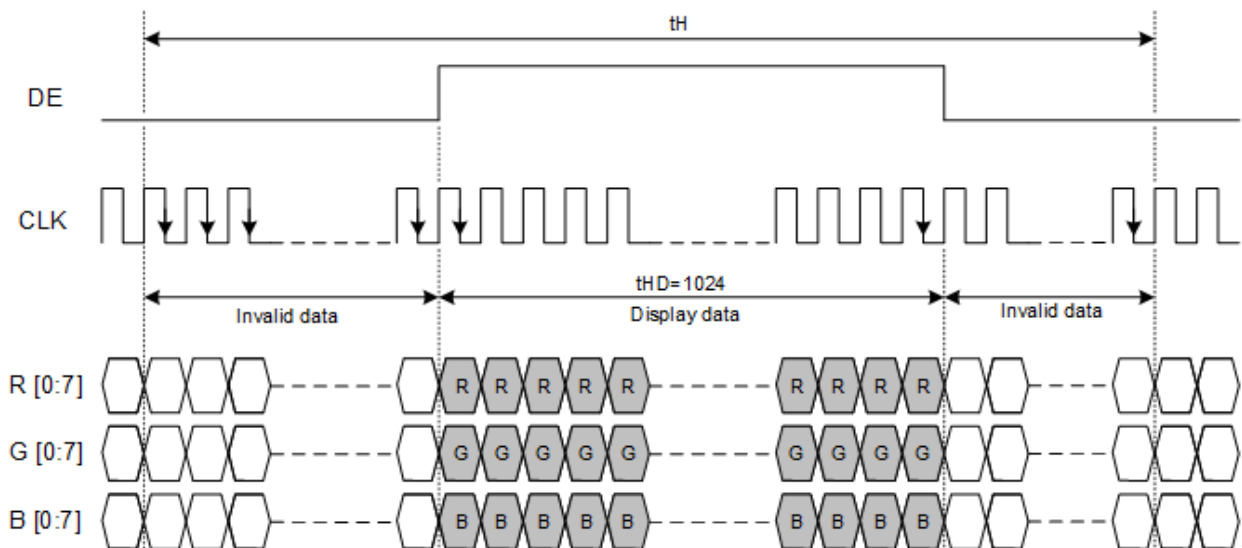 tH
DE
CLK
tHD=1024
Invalid data Display data Invalid data
R [0:7] R R R R R R R R R
G [0:7] G G G G G G G G G
B [0:7] B B B B B B B B B